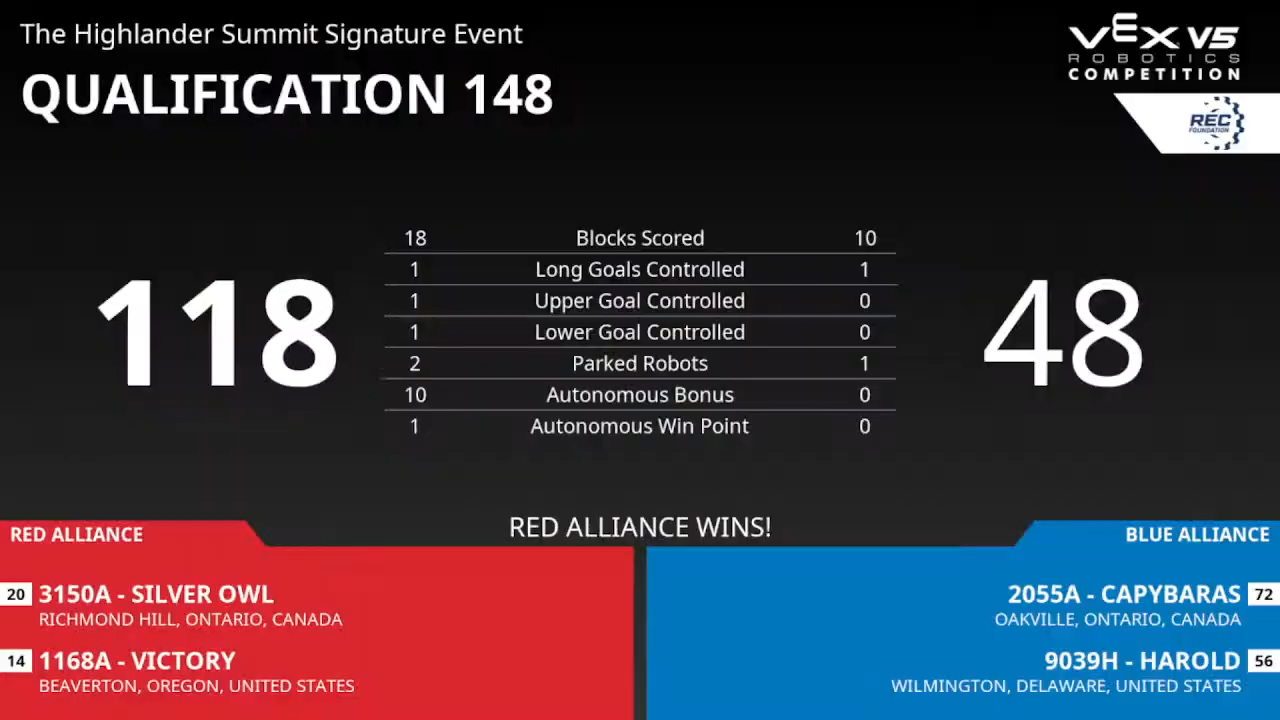 The Highlander Summit Signature Event
QUALIFICATION 148
VEX V5
ROBOTICS
COMPETITION
REC
FOUNDATION
118
18 Blocks Scored 10
1 Long Goals Controlled 1
1 Upper Goal Controlled 0
1 Lower Goal Controlled 0
2 Parked Robots 1
10 Autonomous Bonus 0
1 Autonomous Win Point 0
48
RED ALLIANCE WINS!
RED ALLIANCE
20 3150A - SILVER OWL
RICHMOND HILL, ONTARIO, CANADA
14 1168A - VICTORY
BEAVERTON, OREGON, UNITED STATES
BLUE ALLIANCE
2055A - CAPYBARAS 72
OAKVILLE, ONTARIO, CANADA
9039H - HAROLD 56
WILMINGTON, DELAWARE, UNITED STATES